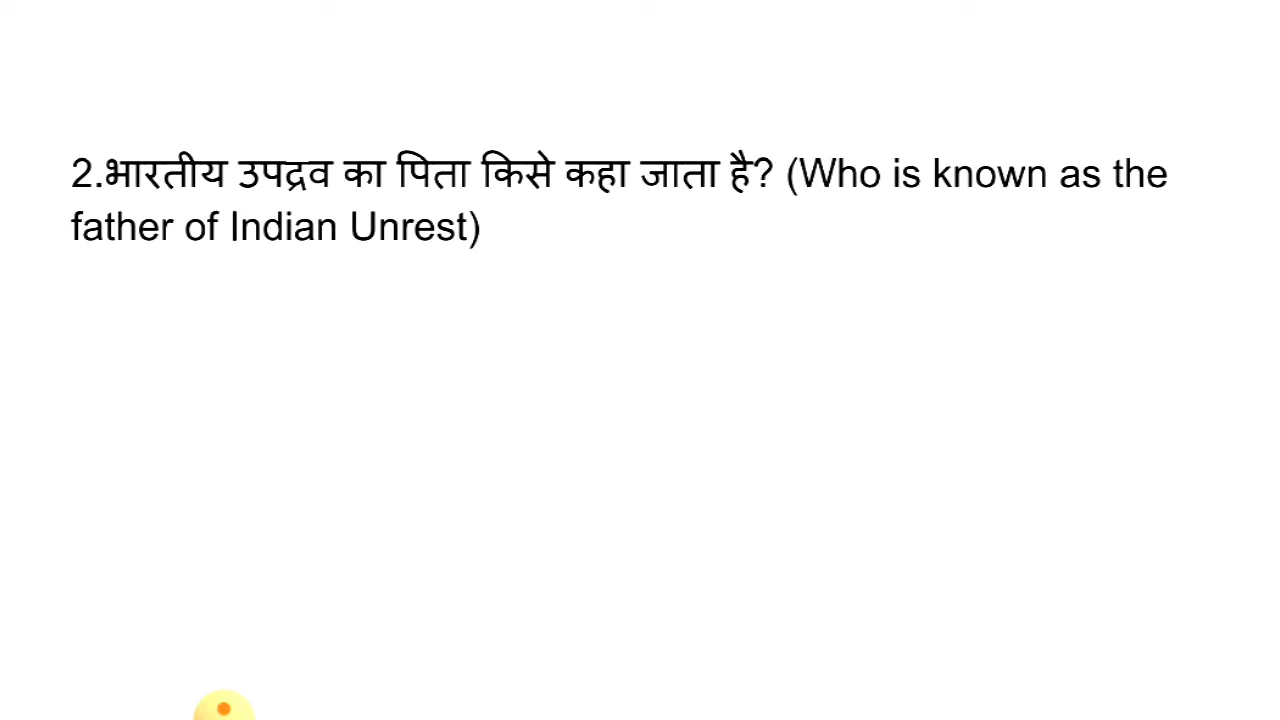 2.भारतीय उपद्रव का पिता किसे कहा जाता है? (Who is known as the
father of Indian Unrest)